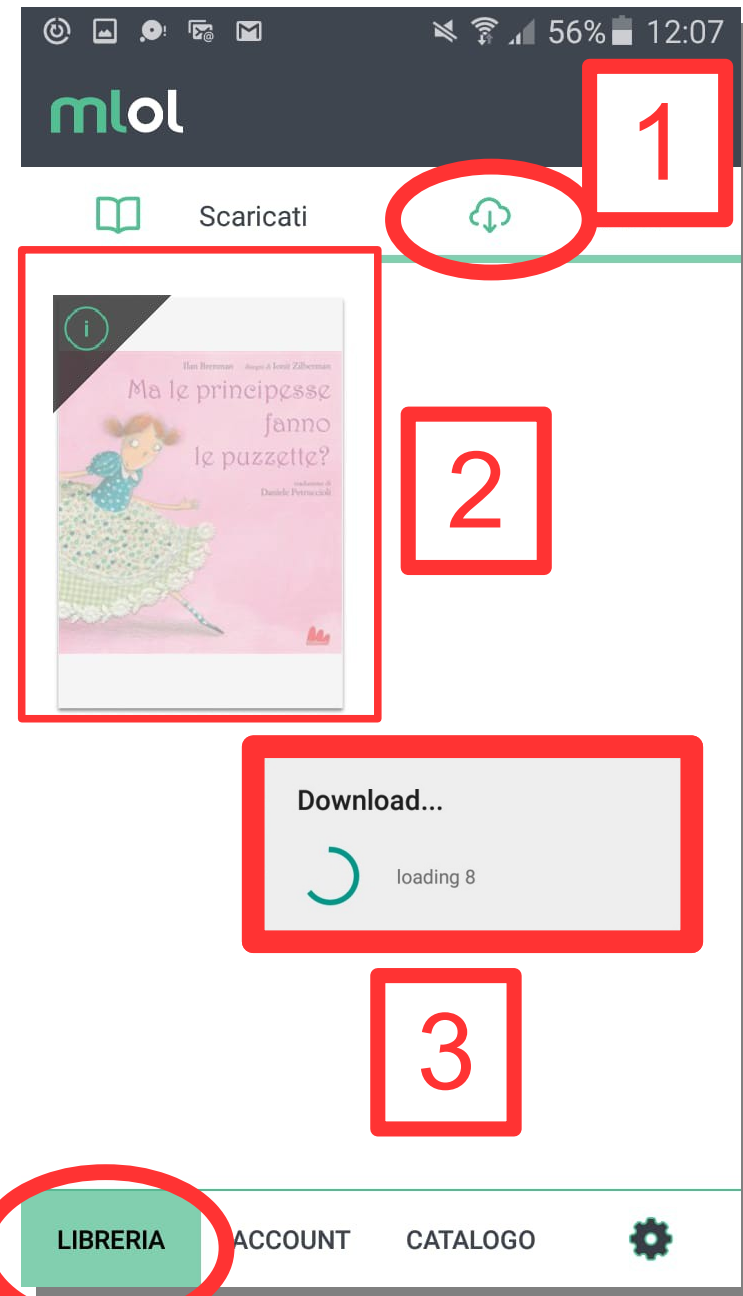 56% 12:07
mlol
1
Scaricati
i
Ilan Brenman disegni di Ionit Zilberman
Ma le principesse
fanno
le puzzette?
traduzione di
Daniele Petruccioli
2
Download...
loading 8
3
LIBRERIA ACCOUNT CATALOGO